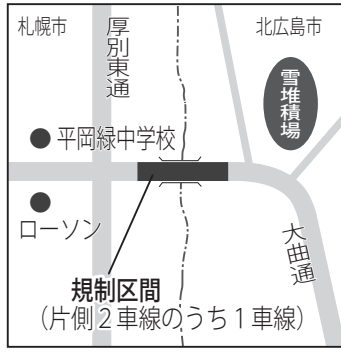 札幌市
厚別東通
北広島市
雪堆積場
平岡緑中学校
ローソン
大曲通
規制区間
（片側２車線のうち１車線）